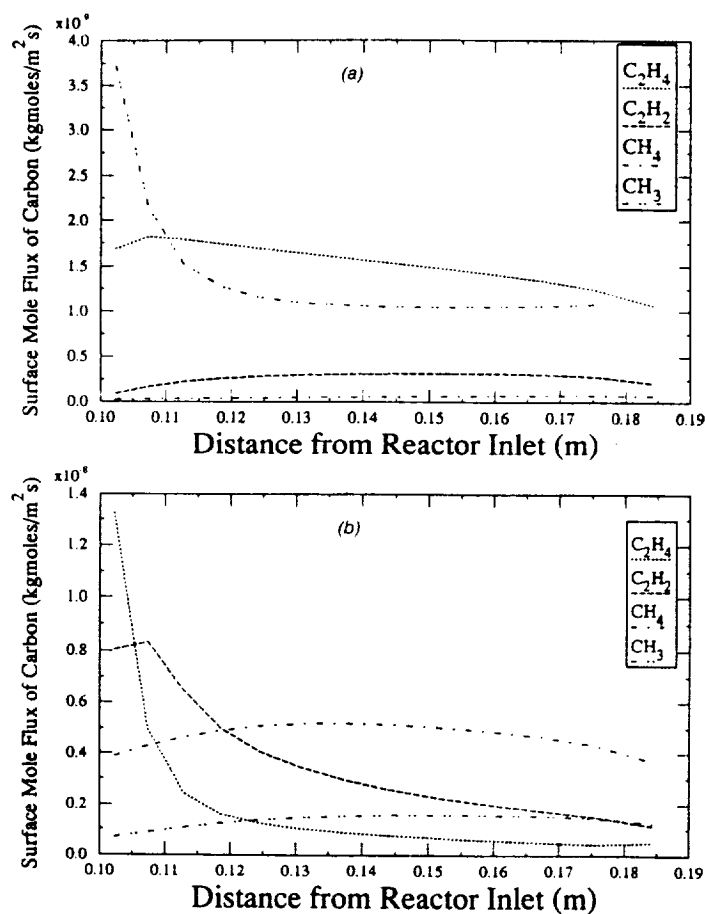 x10⁹
4.0
3.5
3.0
2.5
2.0
1.5
1.0
0.5
0.0
Surface Mole Flux of Carbon (kgmoles/m² s)
(a)
C₂H₄
C₂H₂
CH₄
CH₃
0.10 0.11 0.12 0.13 0.14 0.15 0.16 0.17 0.18 0.19
Distance from Reactor Inlet (m)
x10⁸
1.4
1.2
1.0
0.8
0.6
0.4
0.2
0.0
Surface Mole Flux of Carbon (kgmoles/m² s)
(b)
C₂H₄
C₂H₂
CH₄
CH₃
0.10 0.11 0.12 0.13 0.14 0.15 0.16 0.17 0.18 0.19
Distance from Reactor Inlet (m)